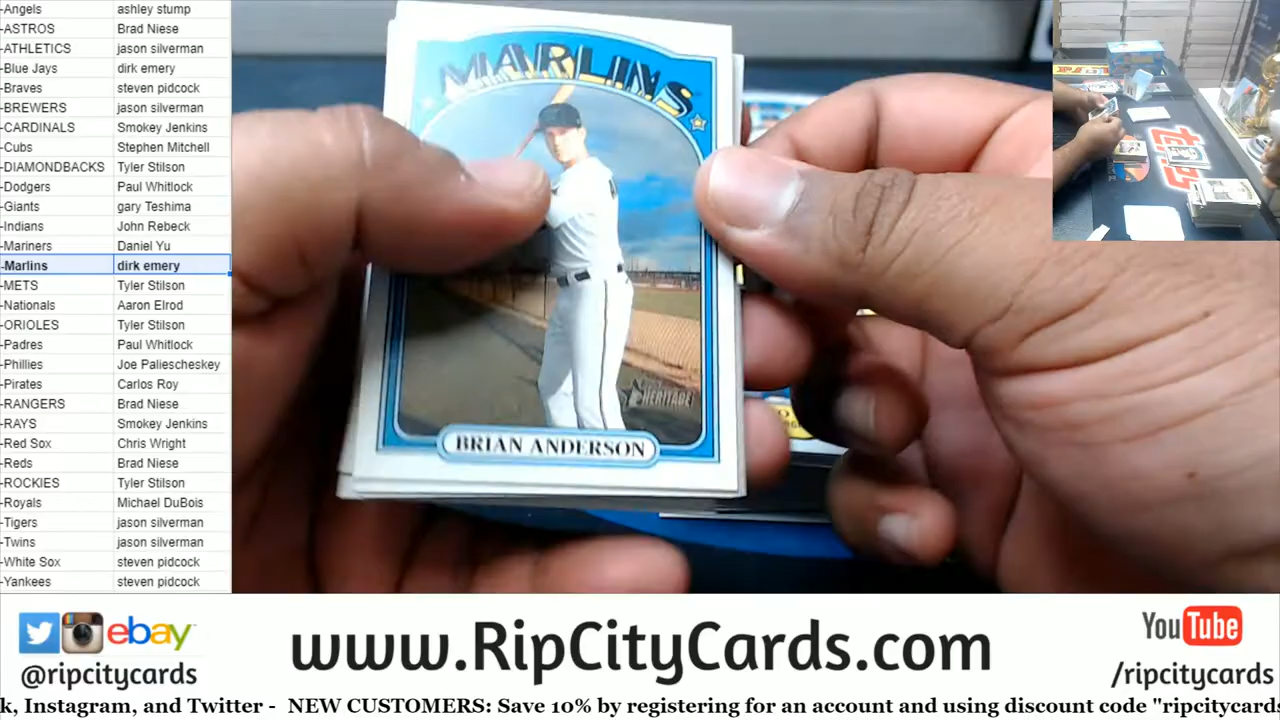 -Angels ashley stump
-ASTROS Brad Niese
-ATHLETICS jason silverman
-Blue Jays dirk emery
-Braves steven pidcock
-BREWERS jason silverman
-CARDINALS Smokey Jenkins
-Cubs Stephen Mitchell
-DIAMONDBACKS Tyler Stilson
-Dodgers Paul Whitlock
-Giants gary Teshima
-Indians John Rebeck
-Mariners Daniel Yu
-Marlins dirk emery
-METS Tyler Stilson
-Nationals Aaron Elrod
-ORIOLES Tyler Stilson
-Padres Paul Whitlock
-Phillies Joe Paliescheskey
-Pirates Carlos Roy
-RANGERS Brad Niese
-RAYS Smokey Jenkins
-Red Sox Chris Wright
-Reds Brad Niese
-ROCKIES Tyler Stilson
-Royals Michael DuBois
-Tigers jason silverman
-Twins jason silverman
-White Sox steven pidcock
-Yankees steven pidcock
MARLINS
HERITAGE
BRIAN ANDERSON
topps
ebay
@ripcitycards
www.RipCityCards.com
YouTube
/ripcitycards
k, Instagram, and Twitter - NEW CUSTOMERS: Save 10% by registering for an account and using discount code "ripcitycards